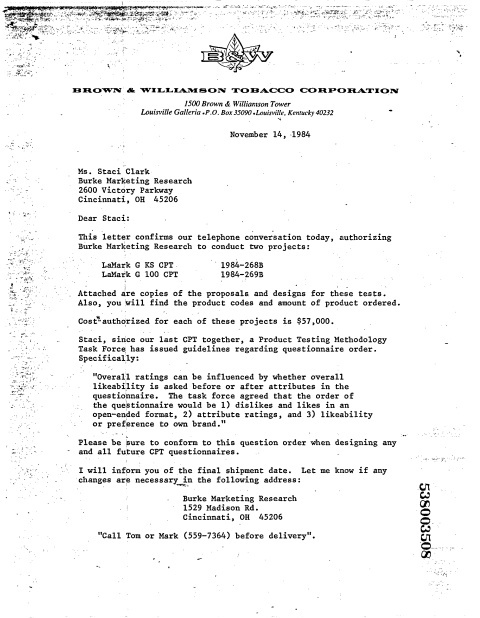 B&W
BROWN & WILLIAMSON TOBACCO CORPORATION
1500 Brown & Williamson Tower
Louisville Galleria • P.O. Box 35090 • Louisville, Kentucky 40232
November 14, 1984
Ms. Staci Clark
Burke Marketing Research
2600 Victory Parkway
Cincinnati, OH 45206
Dear Staci:
This letter confirms our telephone conversation today, authorizing
Burke Marketing Research to conduct two projects:
LaMark G KS CPT 1984-268B
LaMark G 100 CPT 1984-269B
Attached are copies of the proposals and designs for these tests.
Also, you will find the product codes and amount of product ordered.
Cost authorized for each of these projects is $57,000.
Staci, since our last CPT together, a Product Testing Methodology
Task Force has issued guidelines regarding questionnaire order.
Specifically:
"Overall ratings can be influenced by whether overall
likeability is asked before or after attributes in the
questionnaire. The task force agreed that the order of
the questionnaire would be 1) dislikes and likes in an
open-ended format, 2) attribute ratings, and 3) likeability
or preference to own brand."
Please be sure to conform to this question order when designing any
and all future CPT questionnaires.
I will inform you of the final shipment date. Let me know if any
changes are necessary in the following address:
Burke Marketing Research
1529 Madison Rd.
Cincinnati, OH 45206
"Call Tom or Mark (559-7364) before delivery".
538003508